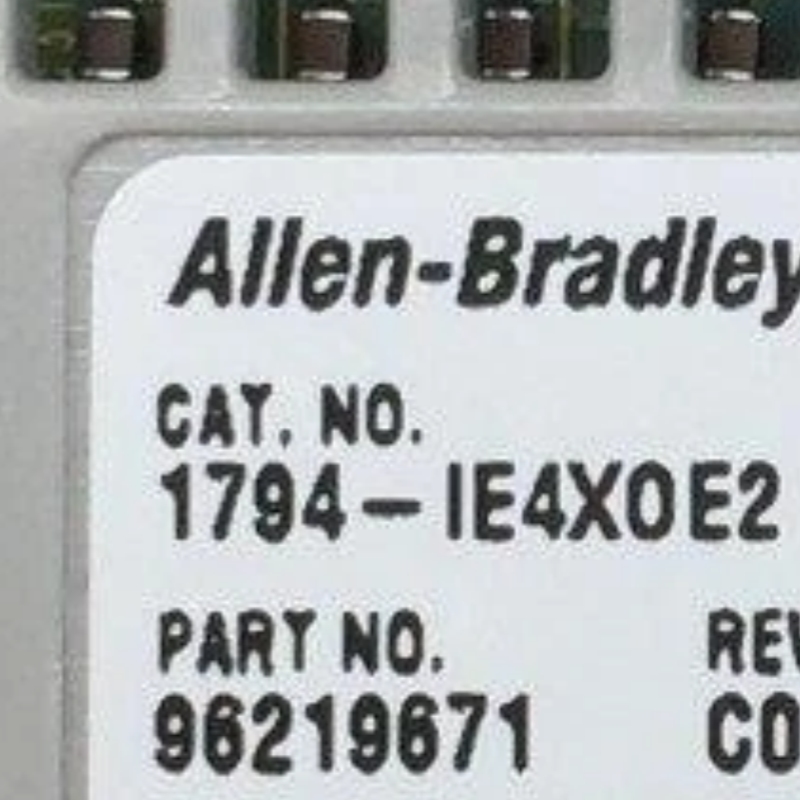 Allen-Bradley
CAT. NO.
1794-IE4XOE2
PART NO. REV
96219671 C0